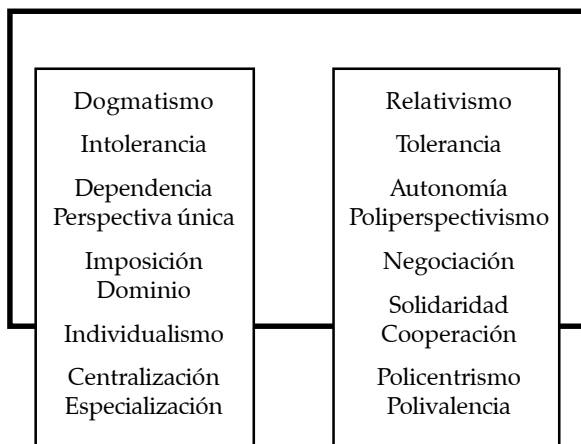 Dogmatismo
Intolerancia
Dependencia
Perspectiva única
Imposición
Dominio
Individualismo
Centralización
Especialización
Relativismo
Tolerancia
Autonomía
Poliperspectivismo
Negociación
Solidaridad
Cooperación
Policentrismo
Polivalencia